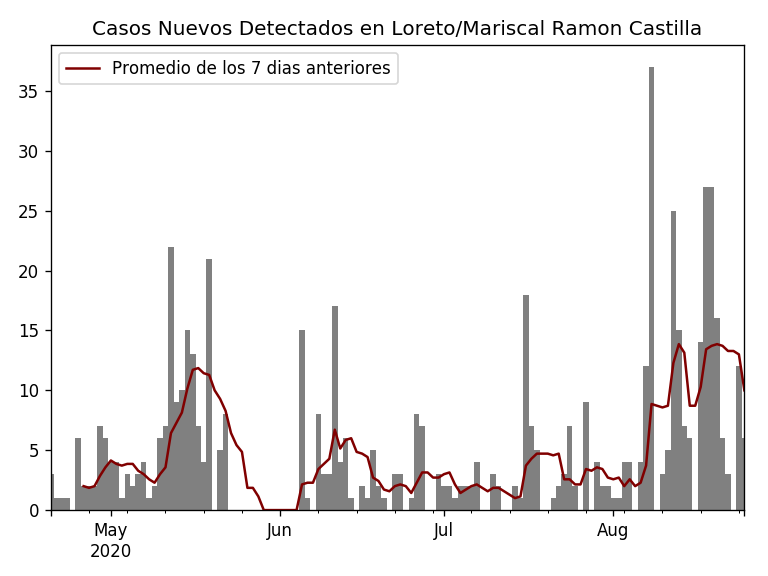 Casos Nuevos Detectados en Loreto/Mariscal Ramon Castilla
Promedio de los 7 dias anteriores
35
30
25
20
15
10
5
0
May
2020
Jun
Jul
Aug